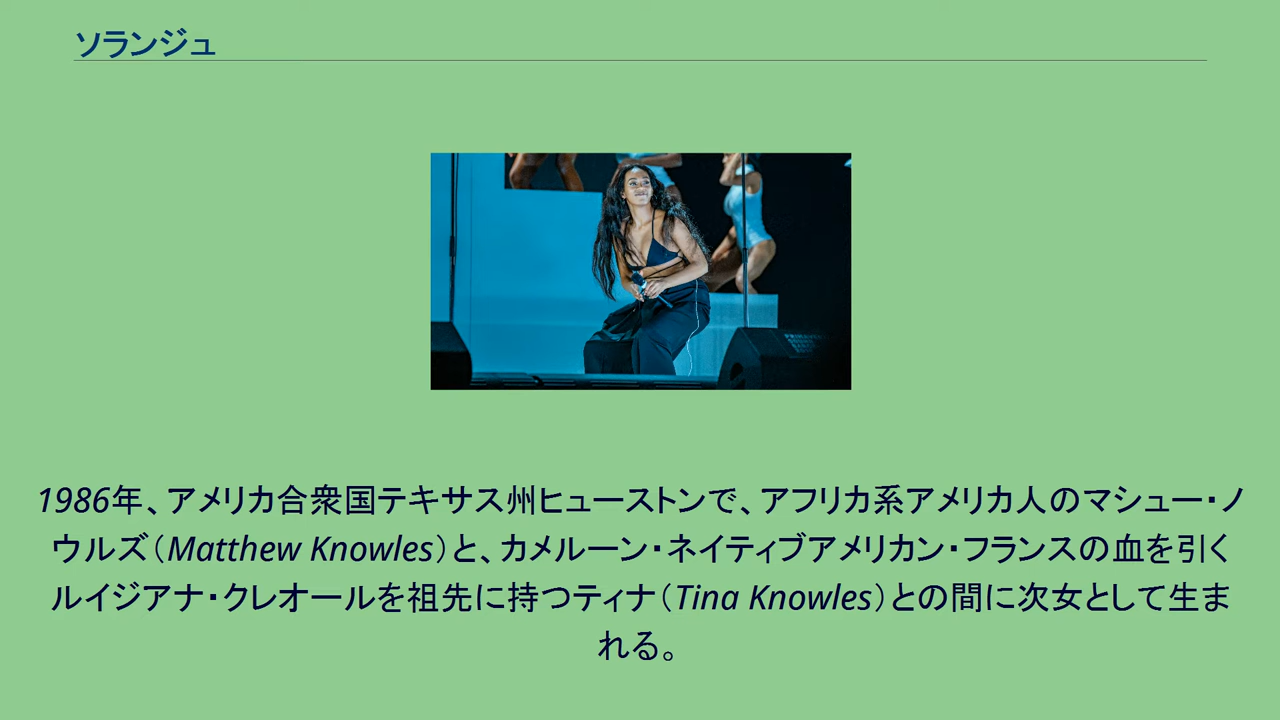 ソランジュ
1986年、アメリカ合衆国テキサス州ヒューストンで、アフリカ系アメリカ人のマシュー・ノ
ウルズ（Matthew Knowles）と、カメルーン・ネイティブアメリカン・フランスの血を引く
ルイジアナ・クレオールを祖先に持つティナ（Tina Knowles）との間に次女として生ま
れる。